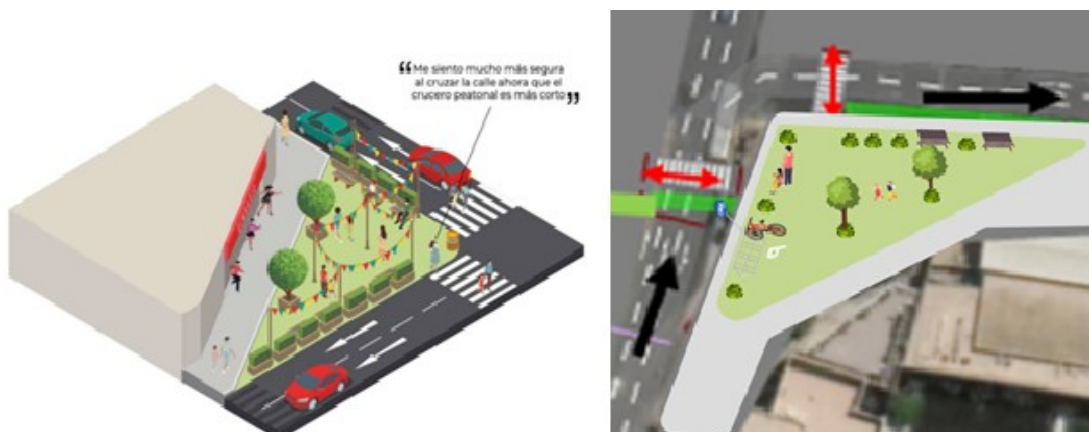 “Me siento mucho más segura
al cruzar la calle ahora que el
crucero peatonal es más corto”